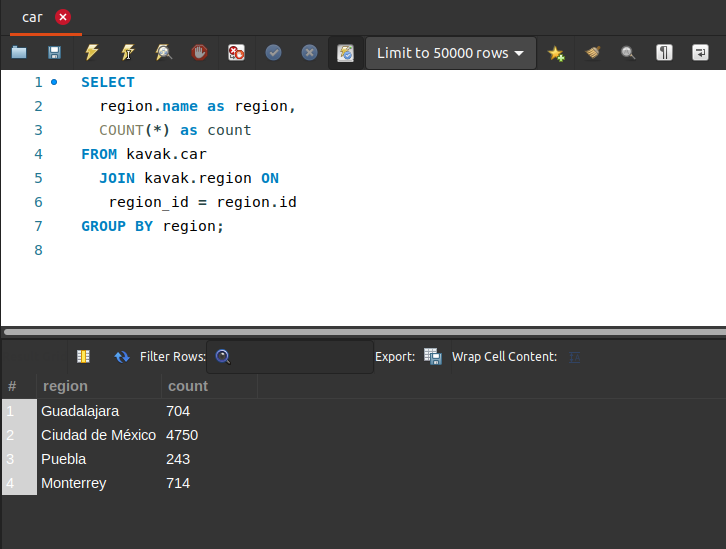 car
Limit to 50000 rows
1 SELECT
2 region.name as region,
3 COUNT(*) as count
4 FROM kavak.car
5 JOIN kavak.region ON
6 region_id = region.id
7 GROUP BY region;
8
Filter Rows: Export: Wrap Cell Content:
# region count
1 Guadalajara 704
2 Ciudad de México 4750
3 Puebla 243
4 Monterrey 714